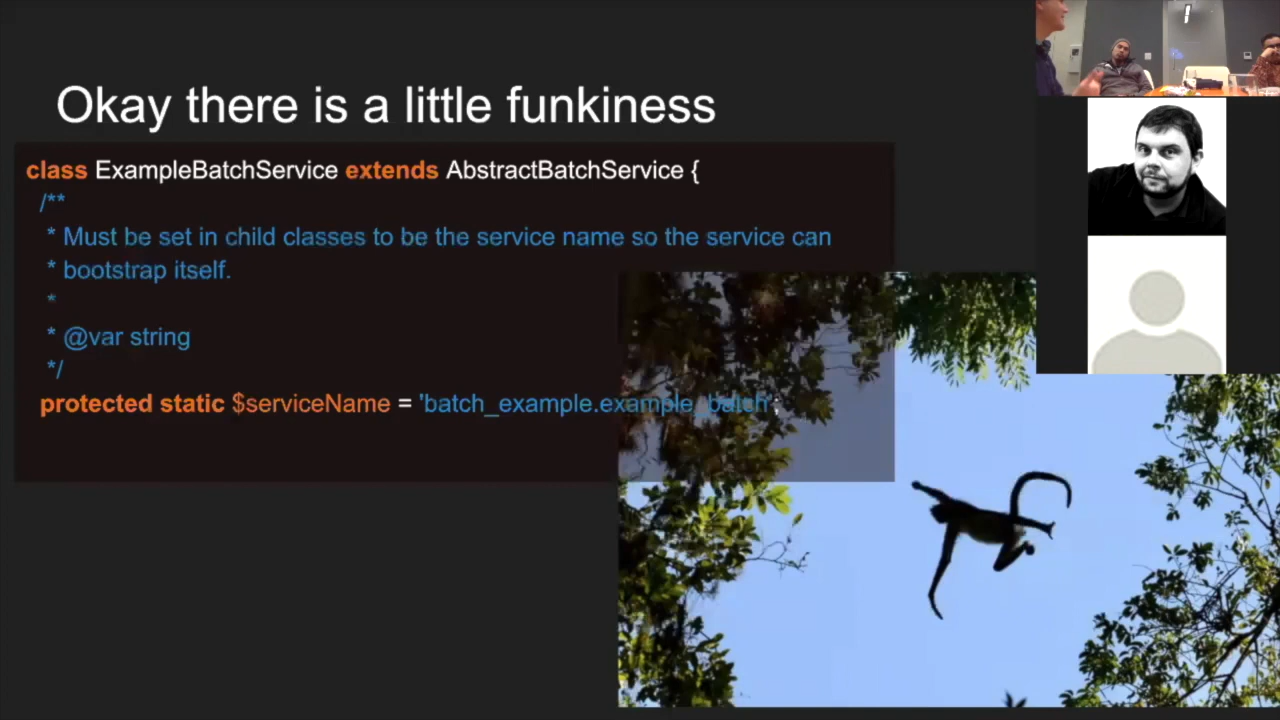 Okay there is a little funkiness
class ExampleBatchService extends AbstractBatchService {
/**
* Must be set in child classes to be the service name so the service can
* bootstrap itself.
*
* @var string
*/
protected static $serviceName = 'batch_example.example_batch';